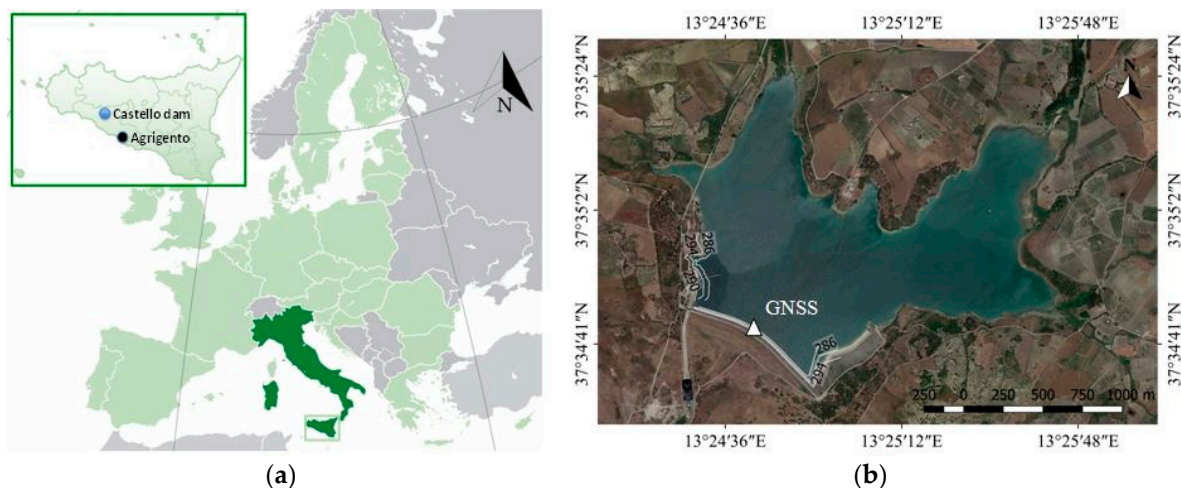 Castello dam
Agrigento
N
(a)
13°24′36″N 13°25′12″N 13°25′48″N
37°35′24″N
37°35′2″N
37°34′41″N
N
294
286
290
GNSS
286
294
250 0 250 500 750 1000 m
37°35′24″N
37°35′2″N
37°34′41″N
13°24′36″N 13°25′12″N 13°25′48″N
(b)